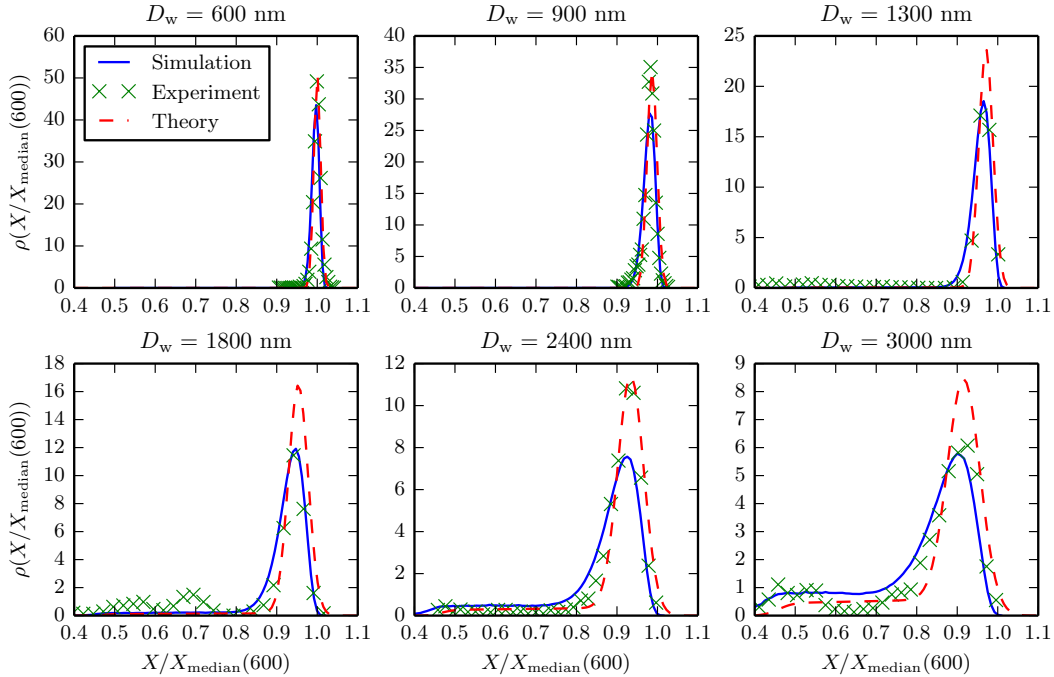 D_w = 600 nm
D_w = 900 nm
D_w = 1300 nm
ρ(X/X_median(600))
60
50
40
30
20
10
0
Simulation
Experiment
Theory
0.4 0.5 0.6 0.7 0.8 0.9 1.0 1.1
40
35
30
25
20
15
10
5
0
0.4 0.5 0.6 0.7 0.8 0.9 1.0 1.1
25
20
15
10
5
0
0.4 0.5 0.6 0.7 0.8 0.9 1.0 1.1
D_w = 1800 nm
D_w = 2400 nm
D_w = 3000 nm
ρ(X/X_median(600))
18
16
14
12
10
8
6
4
2
0
0.4 0.5 0.6 0.7 0.8 0.9 1.0 1.1
X/X_median(600)
12
10
8
6
4
2
0
0.4 0.5 0.6 0.7 0.8 0.9 1.0 1.1
X/X_median(600)
9
8
7
6
5
4
3
2
1
0
0.4 0.5 0.6 0.7 0.8 0.9 1.0 1.1
X/X_median(600)